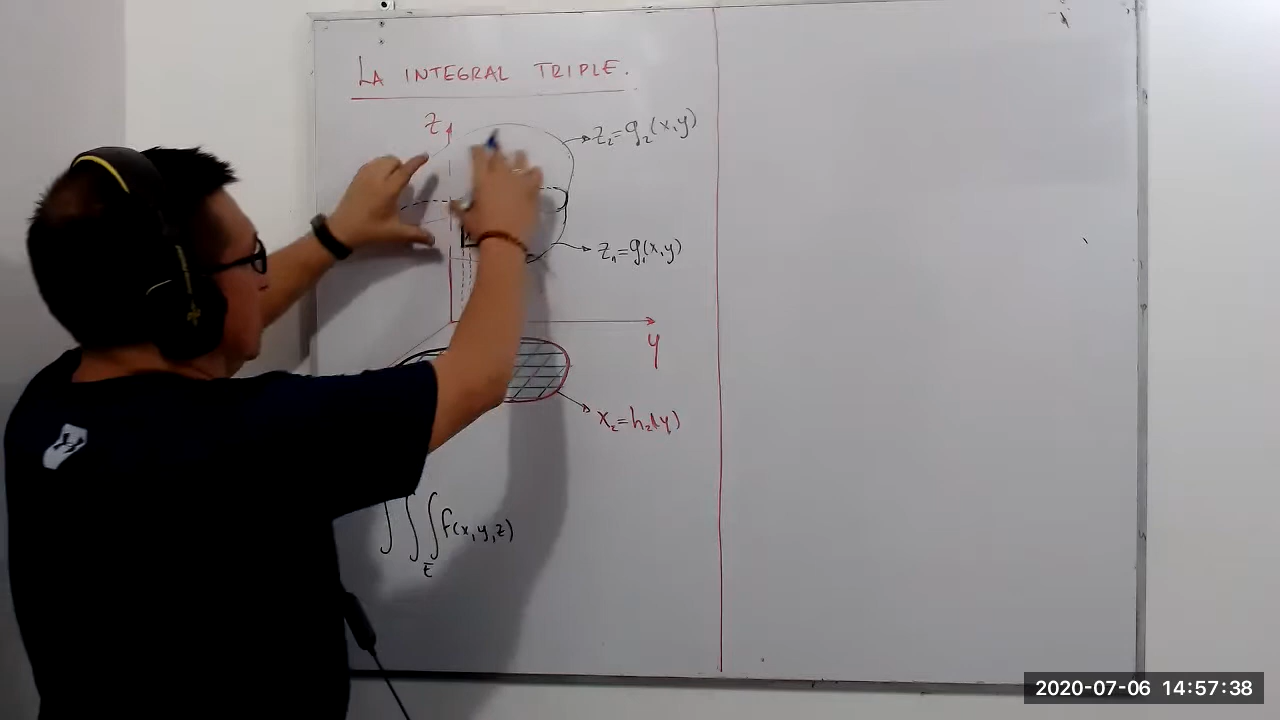 LA INTEGRAL TRIPLE.
z
z₂=g₂(x,y)
z₁=g₁(x,y)
y
x₂=h₂(y)
∫∫∫f(x,y,z)
E
2020-07-06 14:57:38